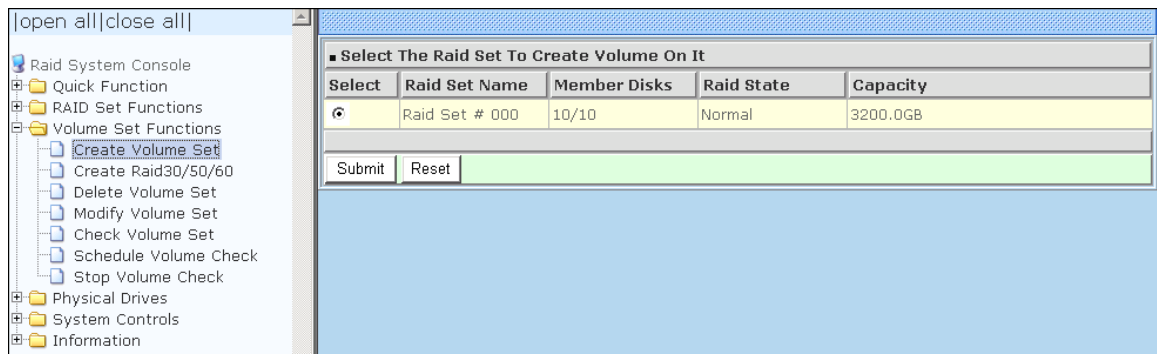 |open all|close all|
Raid System Console
Quick Function
RAID Set Functions
Volume Set Functions
Create Volume Set
Create Raid30/50/60
Delete Volume Set
Modify Volume Set
Check Volume Set
Schedule Volume Check
Stop Volume Check
Physical Drives
System Controls
Information
Select The Raid Set To Create Volume On It
Select Raid Set Name Member Disks Raid State Capacity
Raid Set # 000 10/10 Normal 3200.0GB
Submit Reset